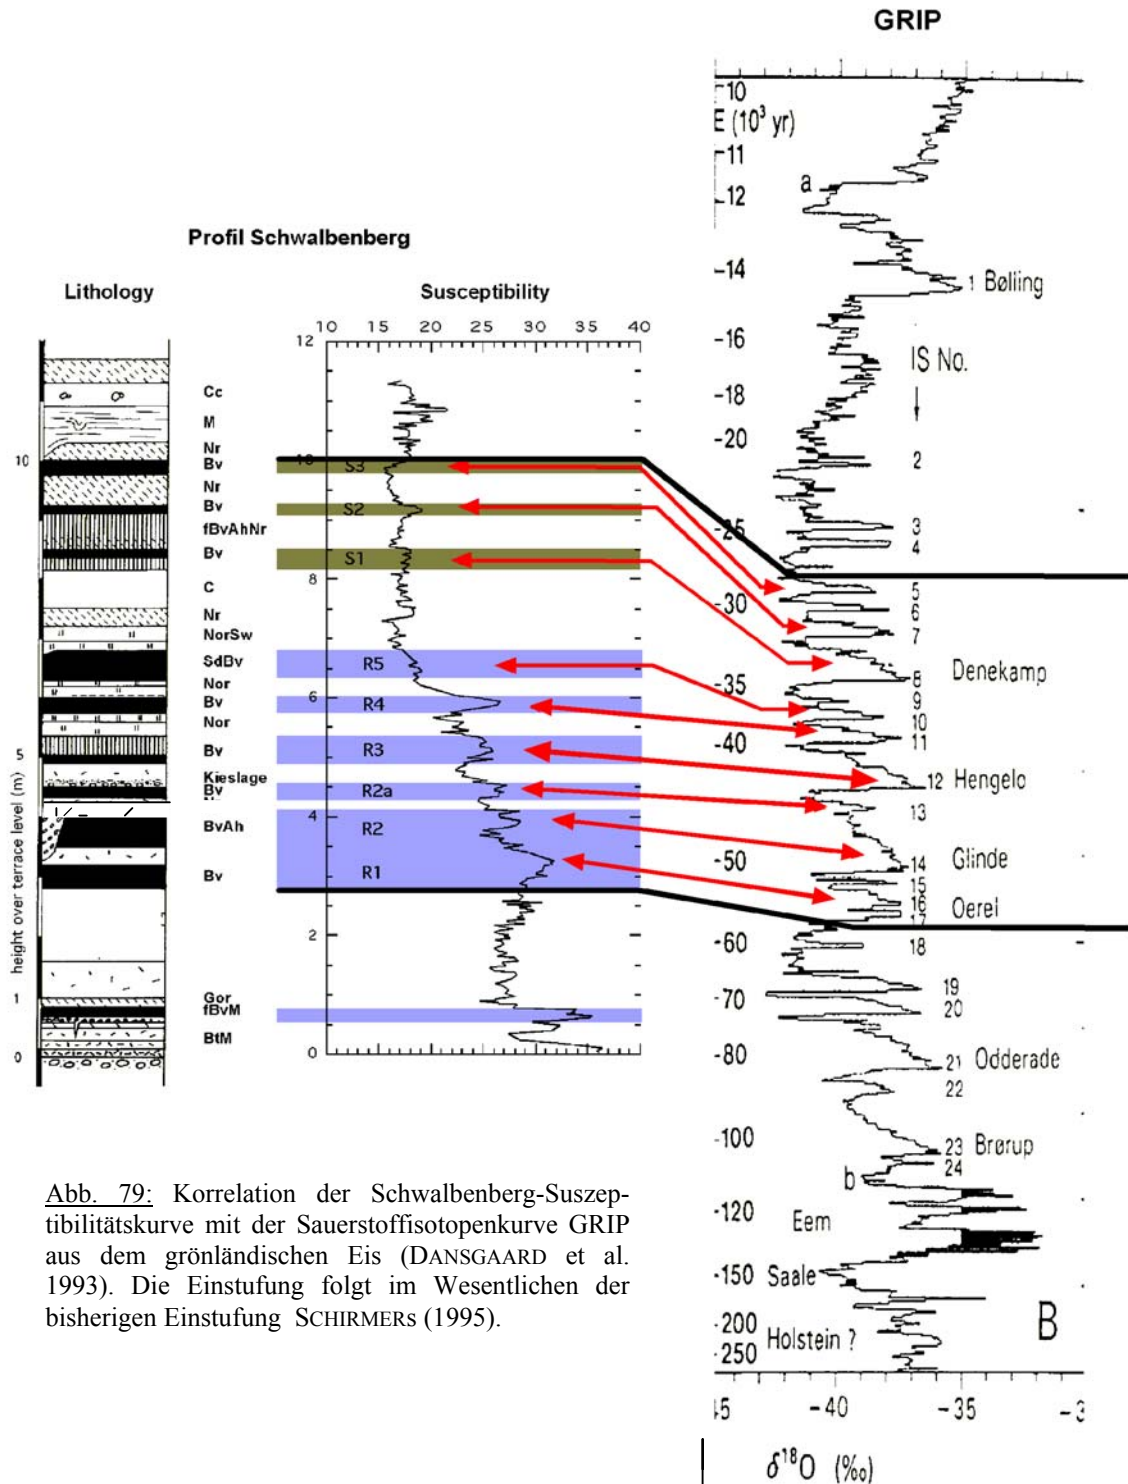 GRIP
10
E (10³ yr)
-11
a
-12
-14
1 Bølling
-16
IS No.
-18
-20
2
3
-25
4
5
-30
6
7
8
Denekamp
-35
9
10
-40
11
12 Hengelo
13
-50
14
Glinde
15
16
Oerel
17
-60
18
19
-70
20
-80
21
Odderade
22
-100
23
Brørup
24
b
-120
Eem
-150
Saale
-200
Holstein ?
-250
B
-40
-35
δ¹⁸O (‰)
Profil Schwalbenberg
Lithology
Susceptibility
10 15 20 25 30 35 40
12
10
8
6
4
2
0
height over terrace level (m)
10
5
1
0
Cc
M
Nr
Bv
Nr
Bv
fBvAhNr
Bv
C
Nr
NorSw
SdBv
Nor
Bv
Nor
Bv
Kieslage
Bv
BvAh
Bv
Gor
fBvM
BtM
S3
S2
S1
R5
R4
R3
R2a
R2
R1
Abb. 79: Korrelation der Schwalbenberg-Suszep-
tibilitätskurve mit der Sauerstoffisotopenkurve GRIP
aus dem grönländischen Eis (DANSGAARD et al.
1993). Die Einstufung folgt im Wesentlichen der
bisherigen Einstufung SCHIRMERS (1995).